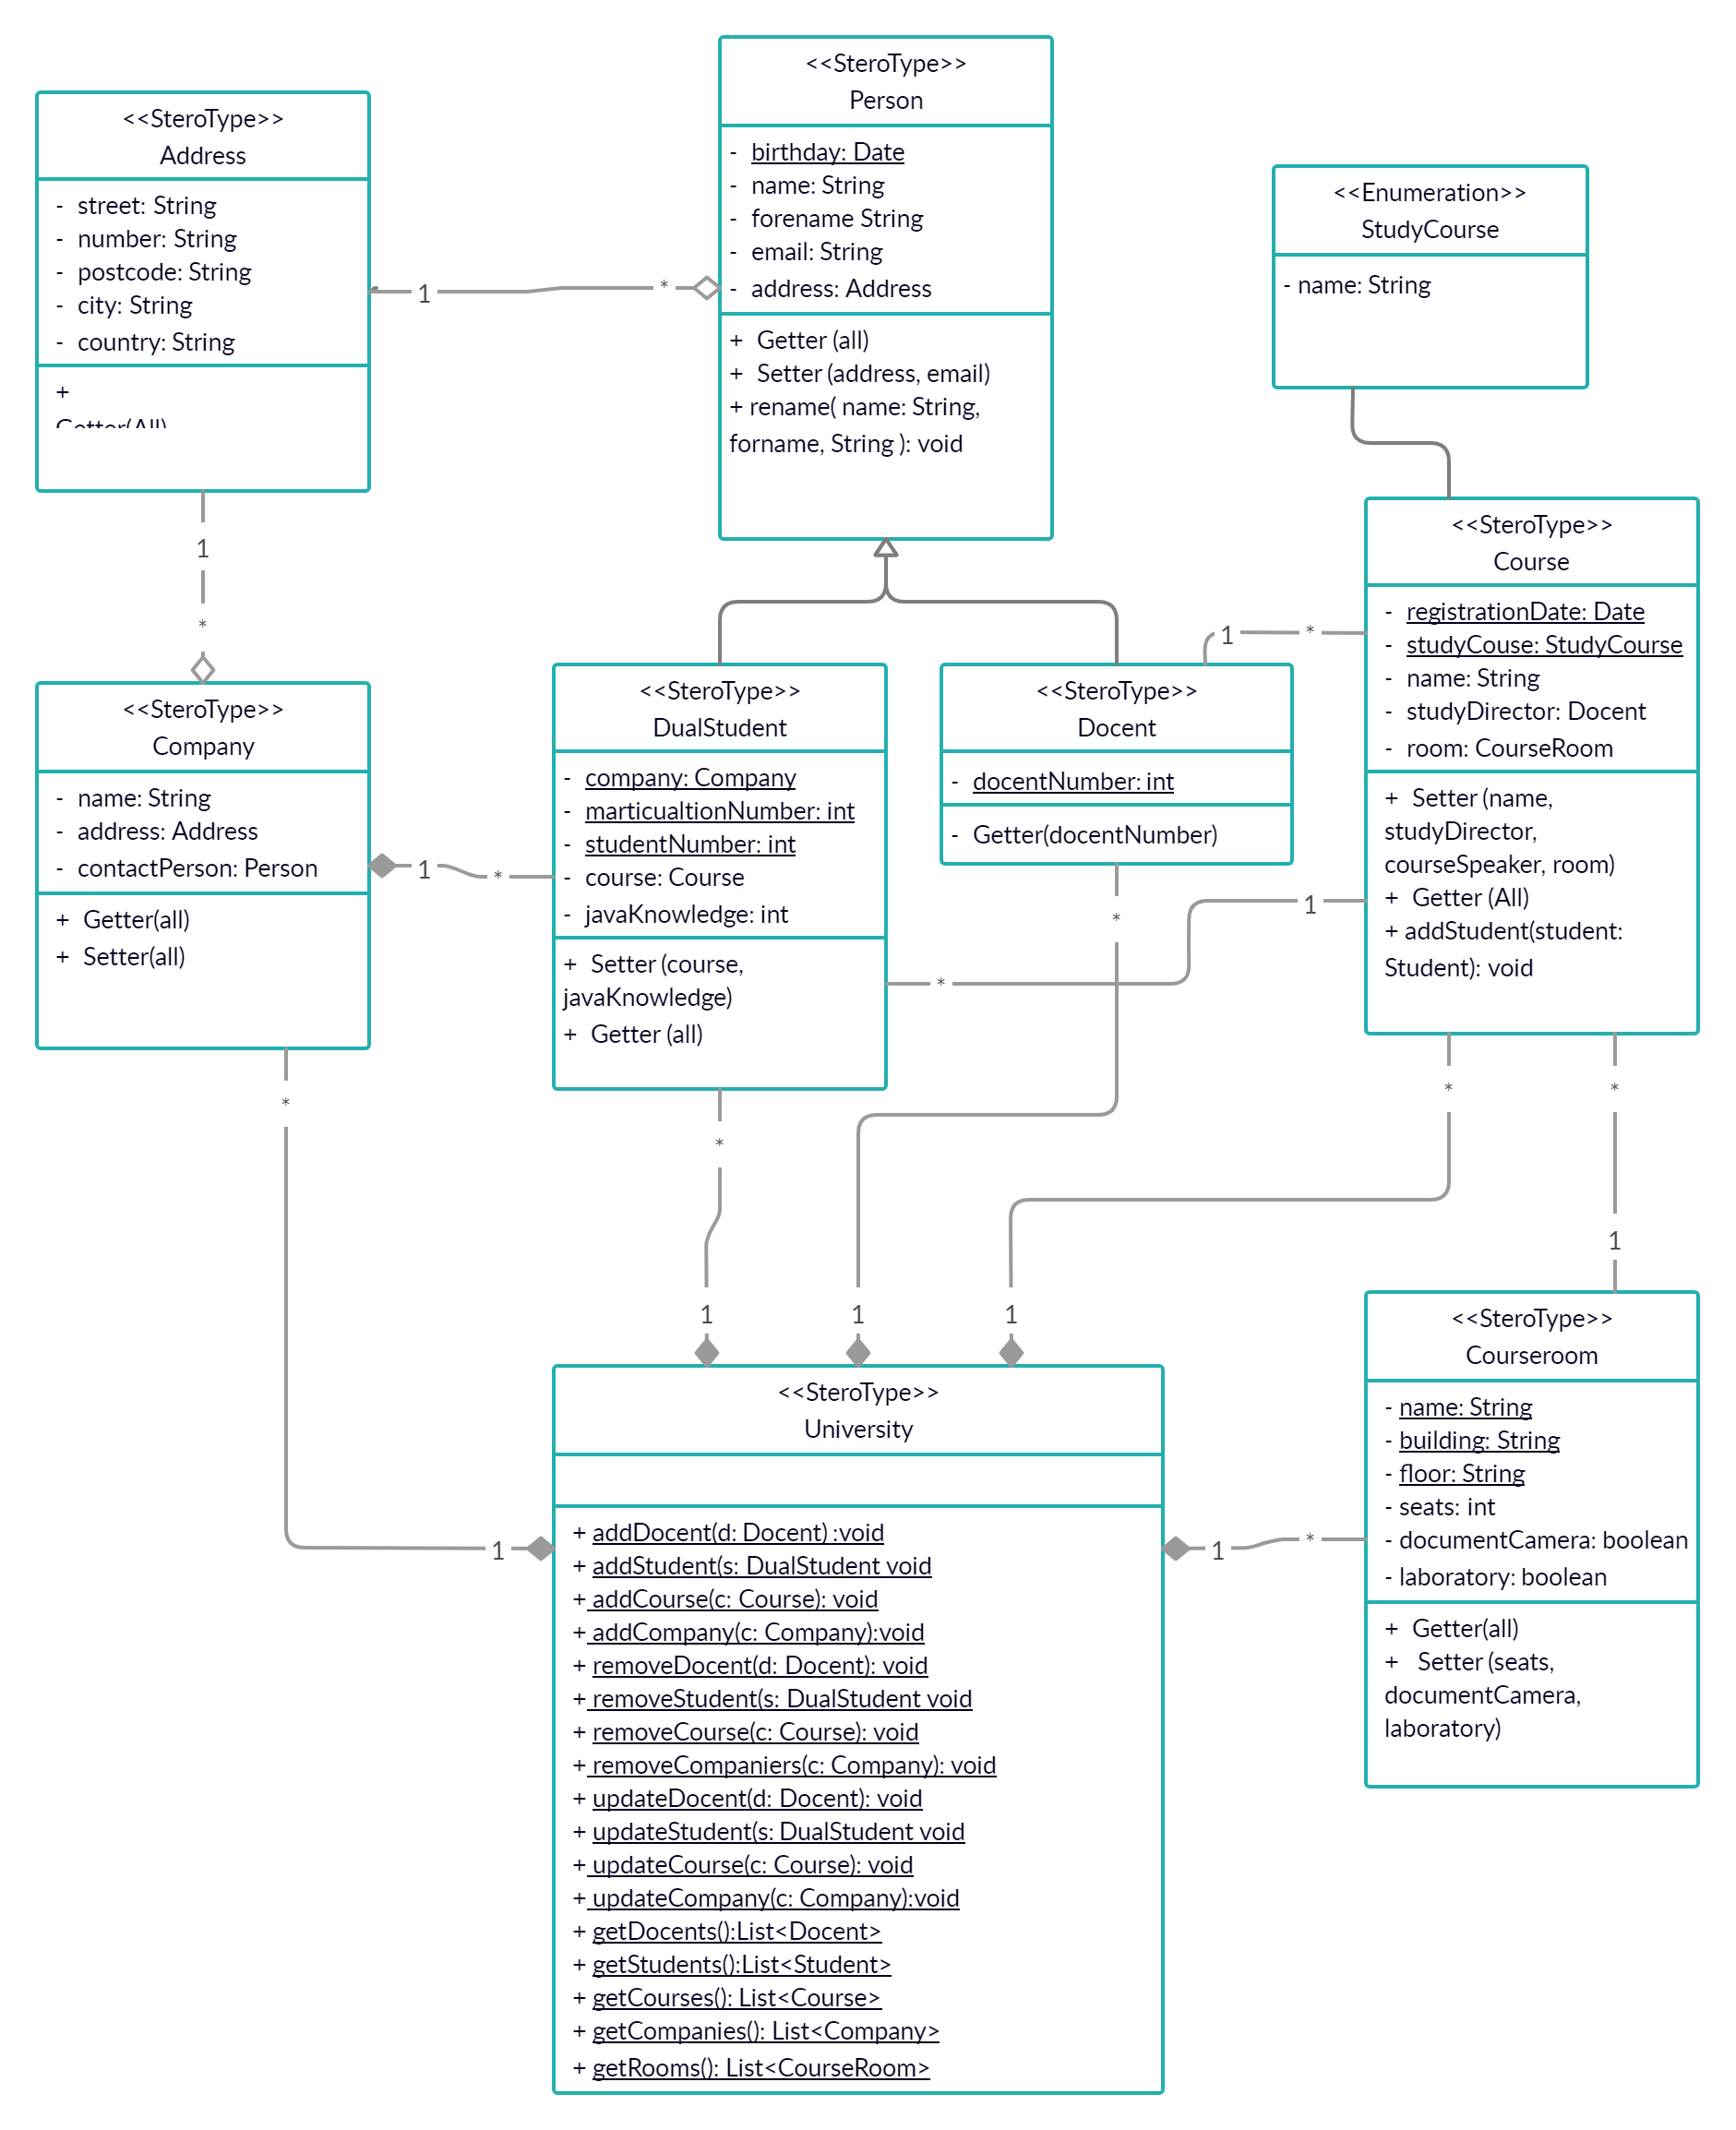 <<SteroType>>
Person
- birthday: Date
- name: String
- forename String
- email: String
- address: Address
+ Getter (all)
+ Setter (address, email)
+ rename( name: String,
forname, String ): void
<<SteroType>>
Address
- street: String
- number: String
- postcode: String
- city: String
- country: String
+
Getter(All)
1
*
<<Enumeration>>
StudyCourse
- name: String
1
*
<<SteroType>>
Course
- registrationDate: Date
- studyCouse: StudyCourse
- name: String
- studyDirector: Docent
- room: CourseRoom
+ Setter (name,
studyDirector,
courseSpeaker, room)
+ Getter (All)
+ addStudent(student:
Student): void
1
*
<<SteroType>>
Company
- name: String
- address: Address
- contactPerson: Person
+ Getter(all)
+ Setter(all)
1
*
<<SteroType>>
DualStudent
- company: Company
- marticualtionNumber: int
- studentNumber: int
- course: Course
- javaKnowledge: int
+ Setter (course,
javaKnowledge)
+ Getter (all)
<<SteroType>>
Docent
- docentNumber: int
- Getter(docentNumber)
*
1
*
*
*
*
*
1
1
1
1
<<SteroType>>
Courseroom
- name: String
- building: String
- floor: String
- seats: int
- documentCamera: boolean
- laboratory: boolean
+ Getter(all)
+ Setter (seats,
documentCamera,
laboratory)
<<SteroType>>
University
+ addDocent(d: Docent) :void
+ addStudent(s: DualStudent void
+ addCourse(c: Course): void
+ addCompany(c: Company):void
+ removeDocent(d: Docent): void
+ removeStudent(s: DualStudent void
+ removeCourse(c: Course): void
+ removeCompaniers(c: Company): void
+ updateDocent(d: Docent): void
+ updateStudent(s: DualStudent void
+ updateCourse(c: Course): void
+ updateCompany(c: Company):void
+ getDocents():List<Docent>
+ getStudents():List<Student>
+ getCourses(): List<Course>
+ getCompanies(): List<Company>
+ getRooms(): List<CourseRoom>
1
1
*